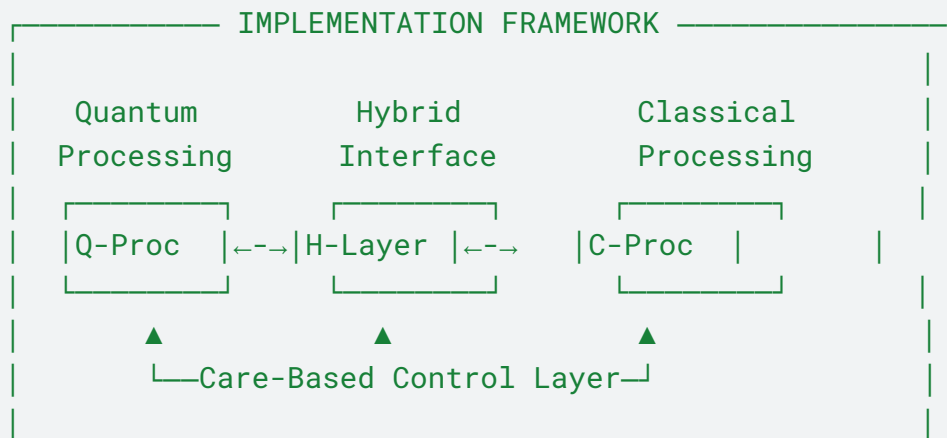 IMPLEMENTATION FRAMEWORK
Quantum Hybrid Classical
Processing Interface Processing
|Q-Proc |←-→|H-Layer |←-→ |C-Proc |
▲ ▲ ▲
└──Care-Based Control Layer─┘